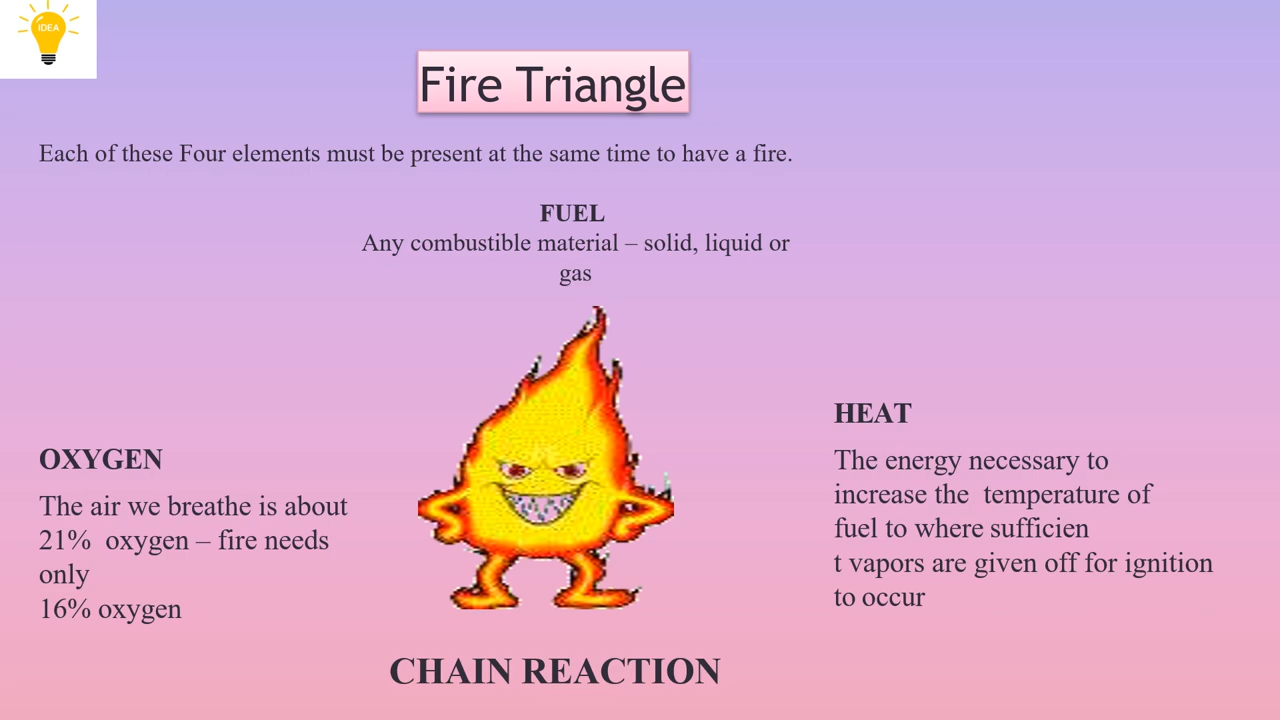 IDEA
Fire Triangle
Each of these Four elements must be present at the same time to have a fire.
FUEL
Any combustible material – solid, liquid or
gas
OXYGEN
The air we breathe is about
21%  oxygen – fire needs
only
16% oxygen
HEAT
The energy necessary to
increase the  temperature of
fuel to where sufficien
t vapors are given off for ignition
to occur
CHAIN REACTION